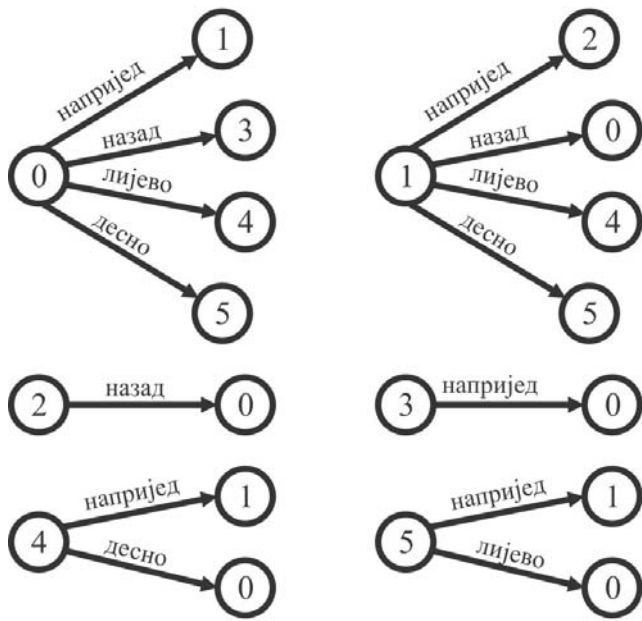 1
напријед
3
назад
0
лијево
4
десно
5
2
напријед
0
назад
1
лијево
4
десно
5
2 назад 0
3 напријед 0
напријед 1
4
десно 0
напријед 1
5
лијево 0